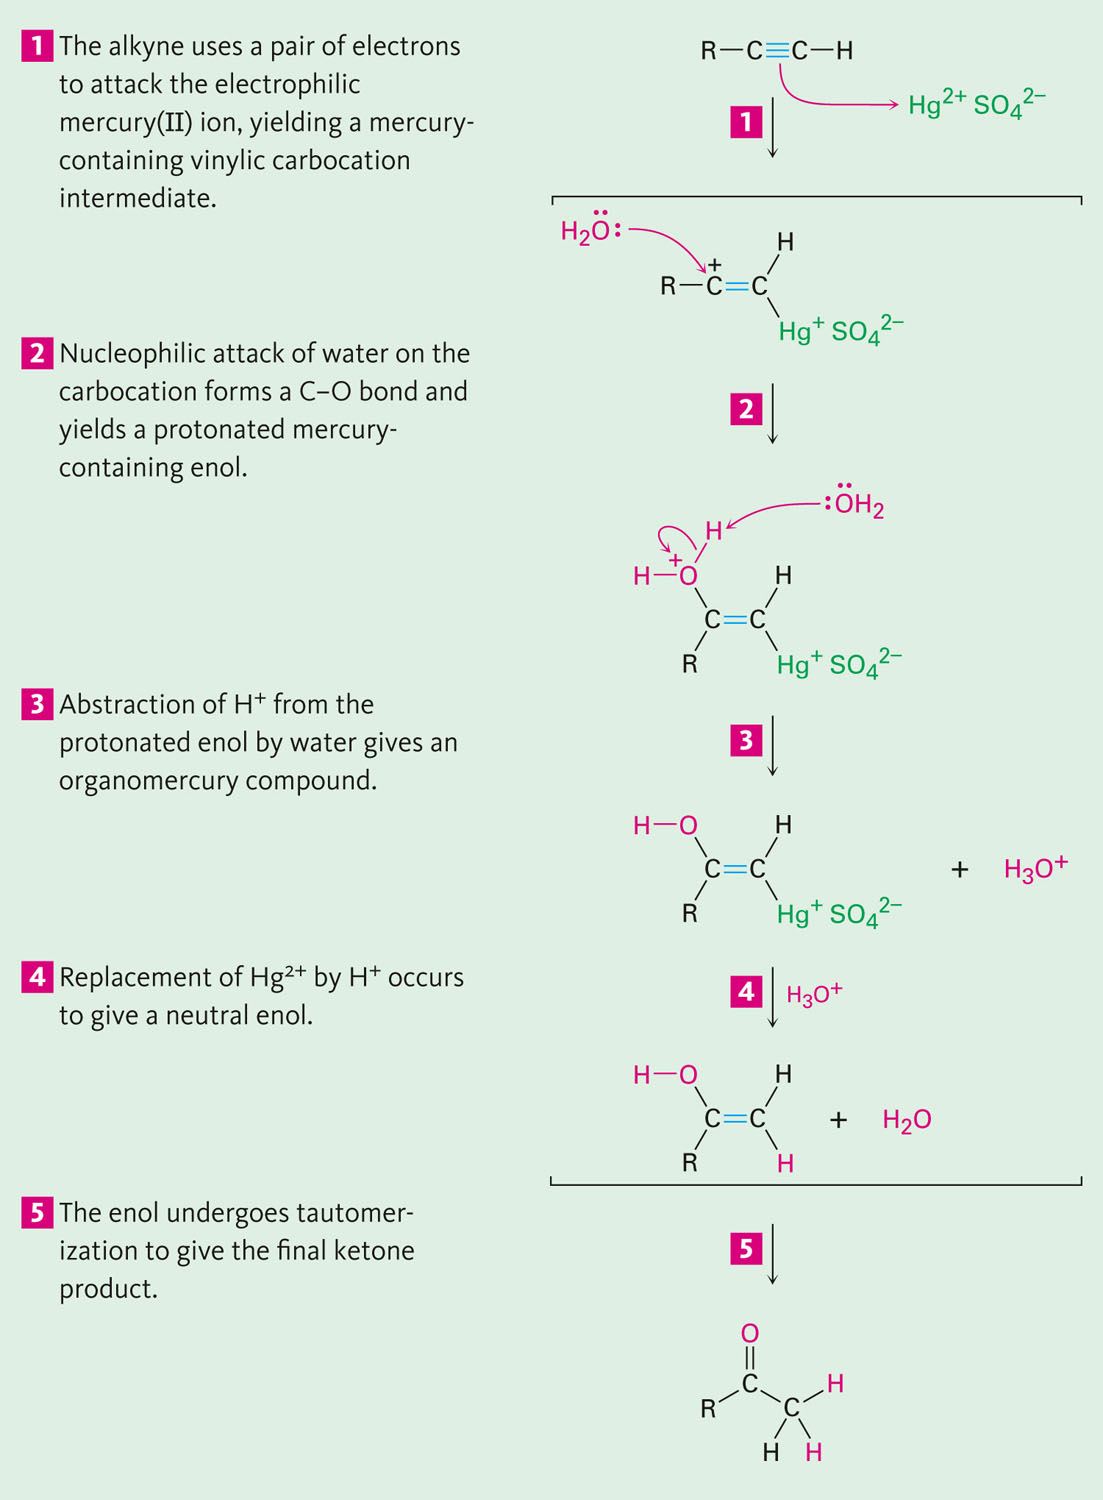 1 The alkyne uses a pair of electrons
to attack the electrophilic
mercury(II) ion, yielding a mercury-
containing vinylic carbocation
intermediate.
R—C≡C—H
Hg²⁺ SO₄²⁻
1
H₂Ö:
H
+
R—C=C
Hg⁺ SO₄²⁻
2 Nucleophilic attack of water on the
carbocation forms a C–O bond and
yields a protonated mercury-
containing enol.
2
:ÖH₂
H
+
H—O H
C=C
R Hg⁺ SO₄²⁻
3 Abstraction of H⁺ from the
protonated enol by water gives an
organomercury compound.
3
H—O H
C=C + H₃O⁺
R Hg⁺ SO₄²⁻
4 Replacement of Hg²⁺ by H⁺ occurs
to give a neutral enol.
4 H₃O⁺
H—O H
C=C + H₂O
R H
5 The enol undergoes tautomer-
ization to give the final ketone
product.
5
O
C H
R C
H H